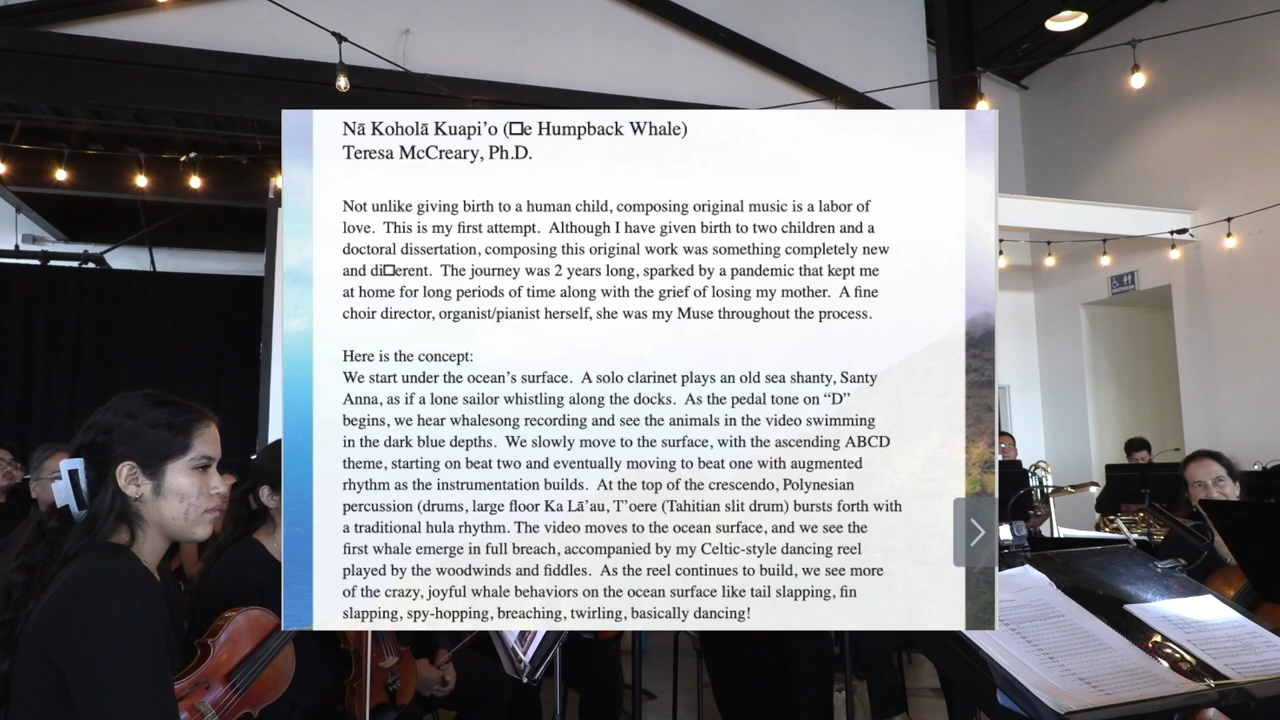 Nā Koholā Kuapi’o (□e Humpback Whale)
Teresa McCreary, Ph.D.
Not unlike giving birth to a human child, composing original music is a labor of
love.  This is my first attempt.  Although I have given birth to two children and a
doctoral dissertation, composing this original work was something completely new
and di□erent.  The journey was 2 years long, sparked by a pandemic that kept me
at home for long periods of time along with the grief of losing my mother.  A fine
choir director, organist/pianist herself, she was my Muse throughout the process.
Here is the concept:
We start under the ocean’s surface.  A solo clarinet plays an old sea shanty, Santy
Anna, as if a lone sailor whistling along the docks.  As the pedal tone on “D”
begins, we hear whalesong recording and see the animals in the video swimming
in the dark blue depths.  We slowly move to the surface, with the ascending ABCD
theme, starting on beat two and eventually moving to beat one with augmented
rhythm as the instrumentation builds.  At the top of the crescendo, Polynesian
percussion (drums, large floor Ka Lā’au, T’oere (Tahitian slit drum) bursts forth with
a traditional hula rhythm. The video moves to the ocean surface, and we see the
first whale emerge in full breach, accompanied by my Celtic-style dancing reel
played by the woodwinds and fiddles.  As the reel continues to build, we see more
of the crazy, joyful whale behaviors on the ocean surface like tail slapping, fin
slapping, spy-hopping, breaching, twirling, basically dancing!